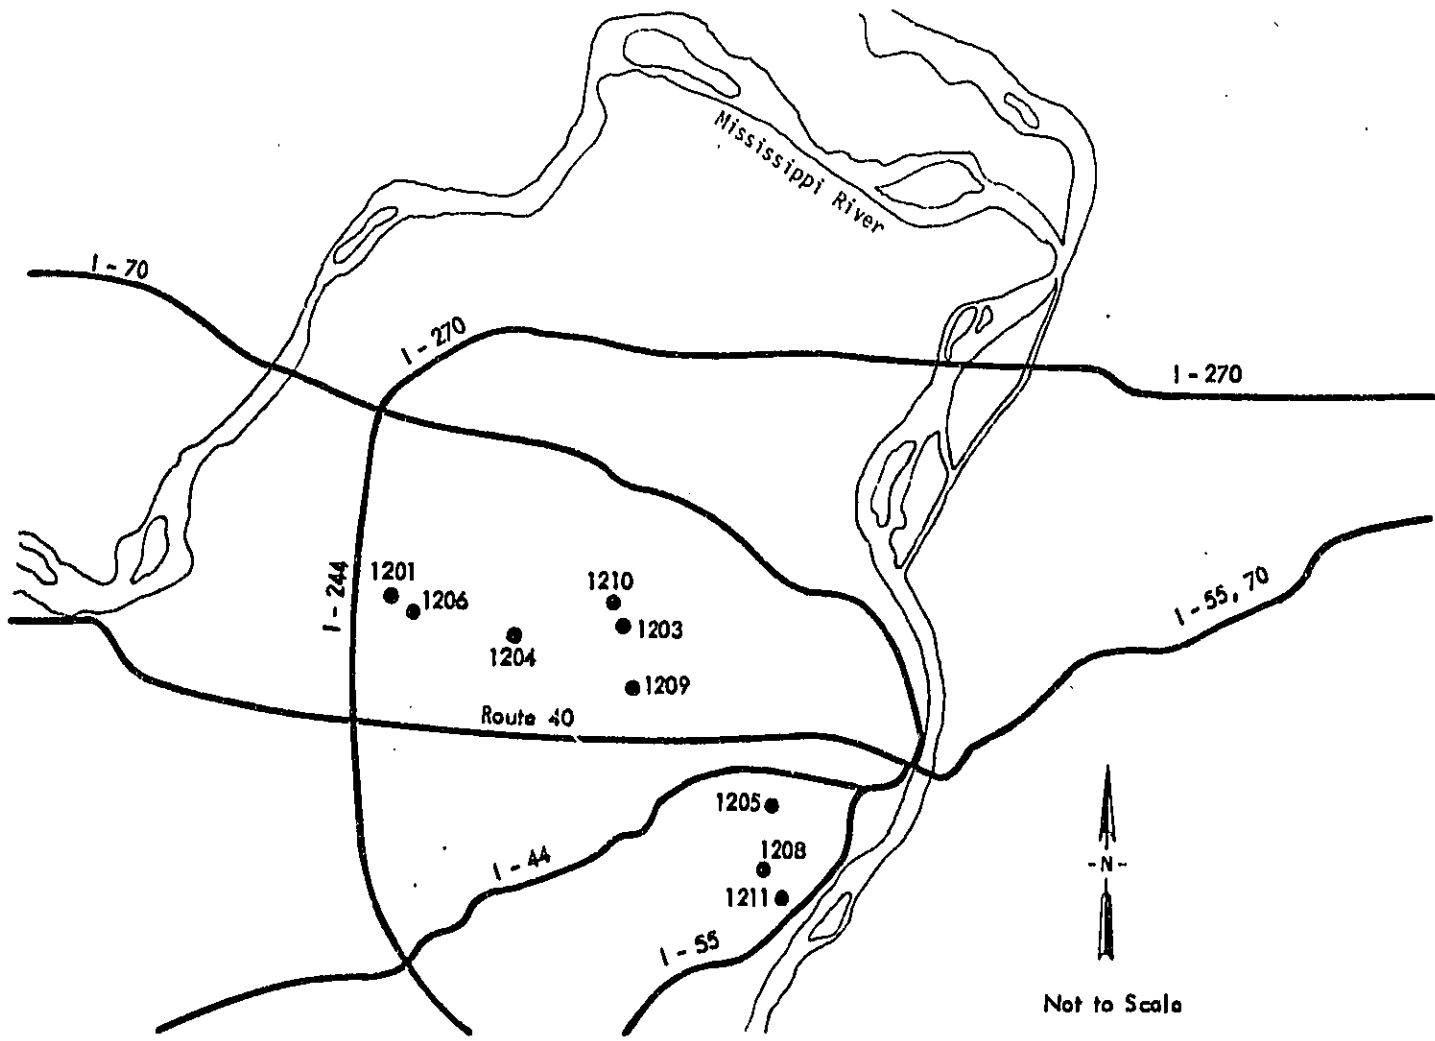 Mississippi River
I - 70
I - 270
I - 270
I - 55, 70
I - 244
1201
1206
1210
1203
1204
1209
Route 40
1205
1208
1211
I - 44
I - 55
- N -
Not to Scale